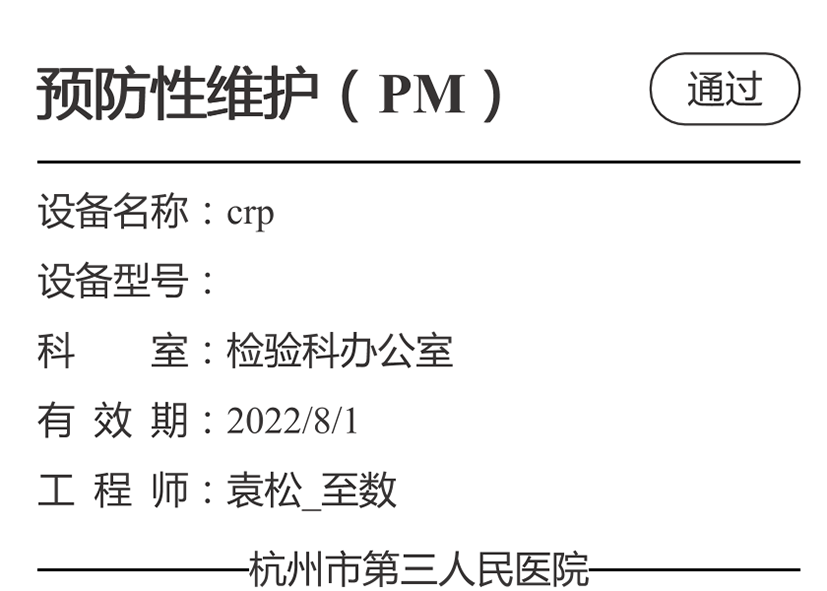 预防性维护（PM）
通过
设备名称：crp
设备型号：
科室：检验科办公室
有效期：2022/8/1
工程师：袁松_至数
杭州市第三人民医院